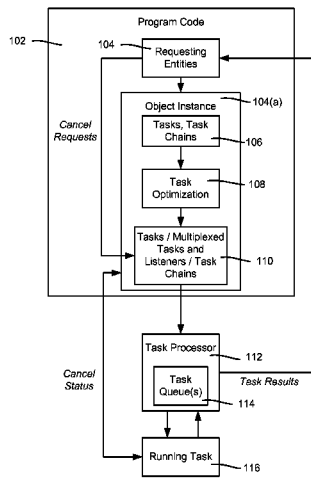 Program Code
102
104
Requesting
Entities
104(a)
Object Instance
Cancel
Requests
Tasks, Task
Chains
106
Task
Optimization
108
Tasks / Multiplexed
Tasks and
Listeners / Task
Chains
110
Task Processor
112
Cancel
Status
Task
Queue(s)
Task Results
114
Running Task
116